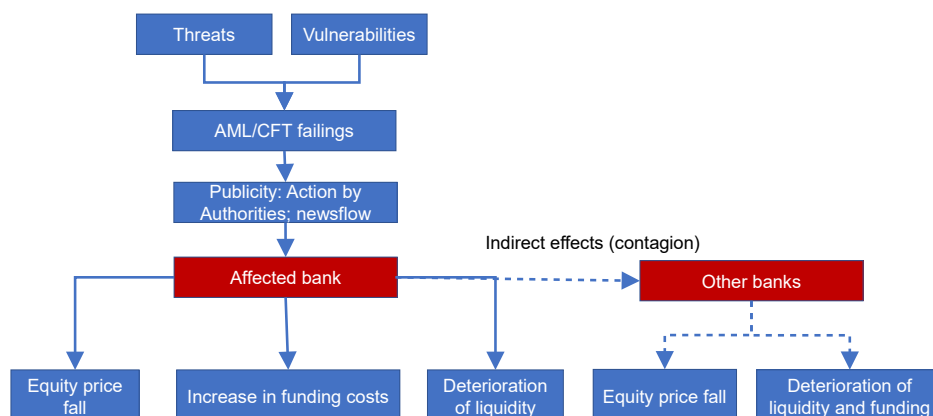 Threats
Vulnerabilities
AML/CFT failings
Publicity: Action by
Authorities; newsflow
Indirect effects (contagion)
Affected bank
Other banks
Equity price
fall
Increase in funding costs
Deterioration
of liquidity
Equity price fall
Deterioration of
liquidity and funding